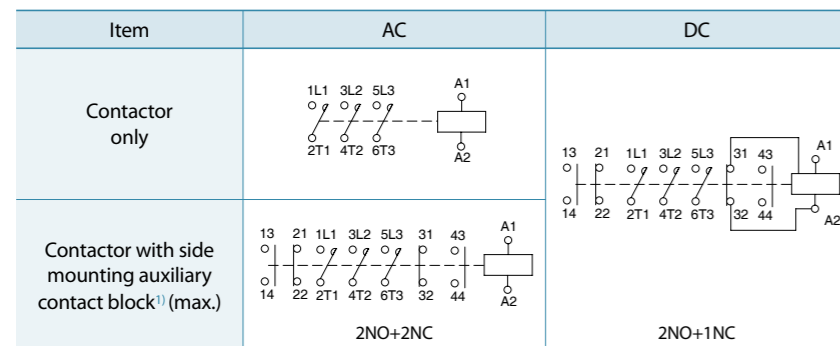 Item AC DC
Contactor
only
1L1 3L2 5L3 A1
2T1 4T2 6T3 A2
13 21 1L1 3L2 5L3 31 43 A1
14 22 2T1 4T2 6T3 32 44 A2
Contactor with side
mounting auxiliary
contact block1) (max.)
13 21 1L1 3L2 5L3 31 43 A1
14 22 2T1 4T2 6T3 32 44 A2
2NO+2NC
2NO+1NC